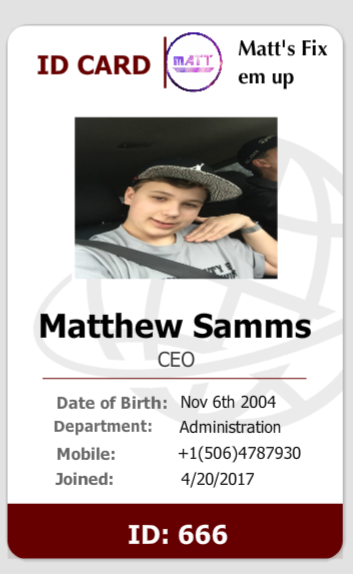 ID CARD
MATT
Matt's Fix
em up
Matthew Samms
CEO
Date of Birth: Nov 6th 2004
Department: Administration
Mobile: +1(506)4787930
Joined: 4/20/2017
ID: 666